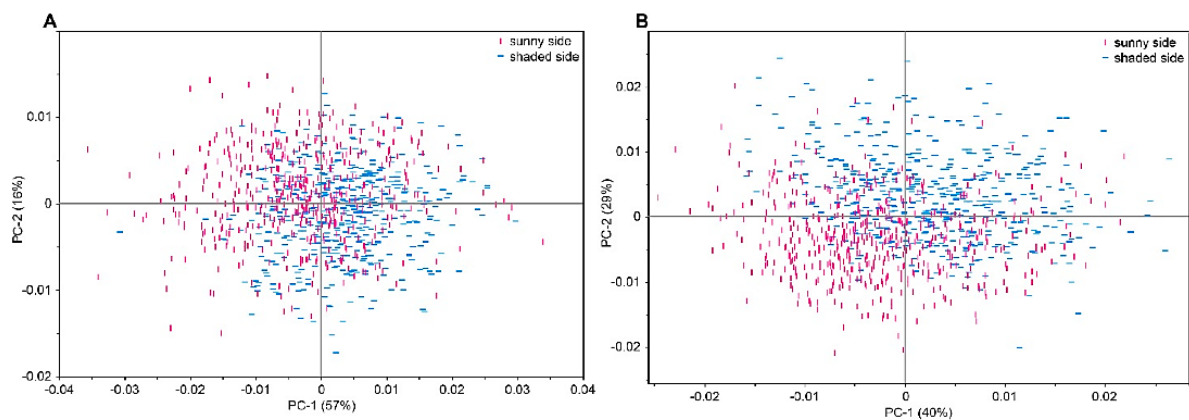 A
sunny side
shaded side
0.01
0
-0.01
-0.02
PC-2 (16%)
-0.04
-0.03
-0.02
-0.01
0
0.01
0.02
0.03
0.04
PC-1 (57%)
B
sunny side
shaded side
0.02
0.01
0
-0.01
-0.02
PC-2 (29%)
-0.02
-0.01
0
0.01
0.02
PC-1 (40%)